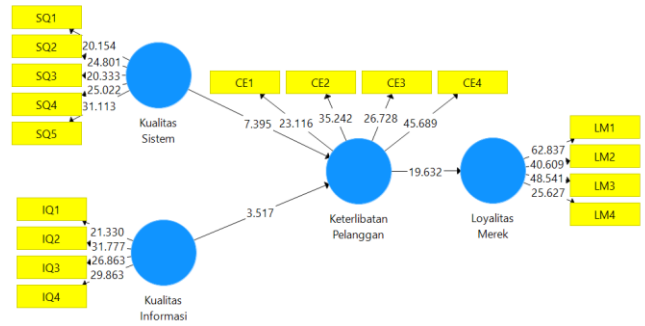 SQ1
SQ2
SQ3
SQ4
SQ5
20.154
24.801
20.333
25.022
31.113
Kualitas
Sistem
CE1
CE2
CE3
CE4
23.116
35.242
26.728
45.689
7.395
3.517
19.632
Keterlibatan
Pelanggan
Loyalitas
Merek
62.837
40.609
48.541
25.627
LM1
LM2
LM3
LM4
IQ1
IQ2
IQ3
IQ4
21.330
31.777
26.863
29.863
Kualitas
Informasi